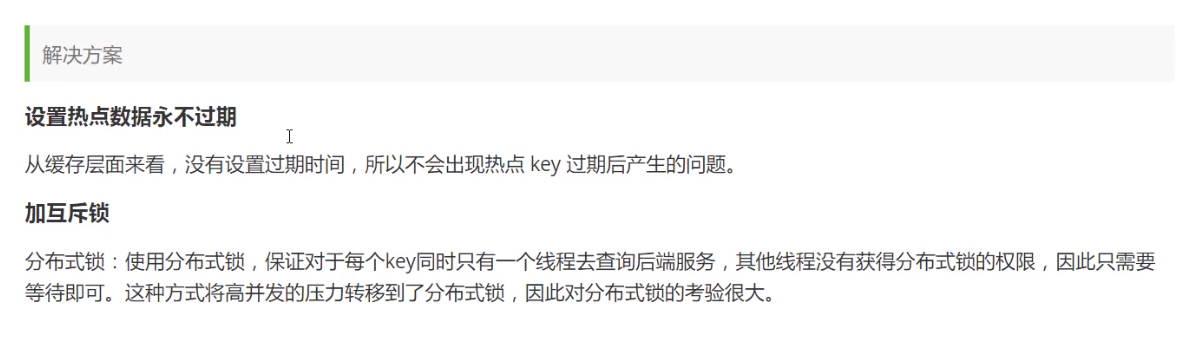 解决方案
设置热点数据永不过期
从缓存层面来看，没有设置过期时间，所以不会出现热点 key 过期后产生的问题。
加互斥锁
分布式锁：使用分布式锁，保证对于每个key同时只有一个线程去查询后端服务，其他线程没有获得分布式锁的权限，因此只需要
等待即可。这种方式将高并发的压力转移到了分布式锁，因此对分布式锁的考验很大。